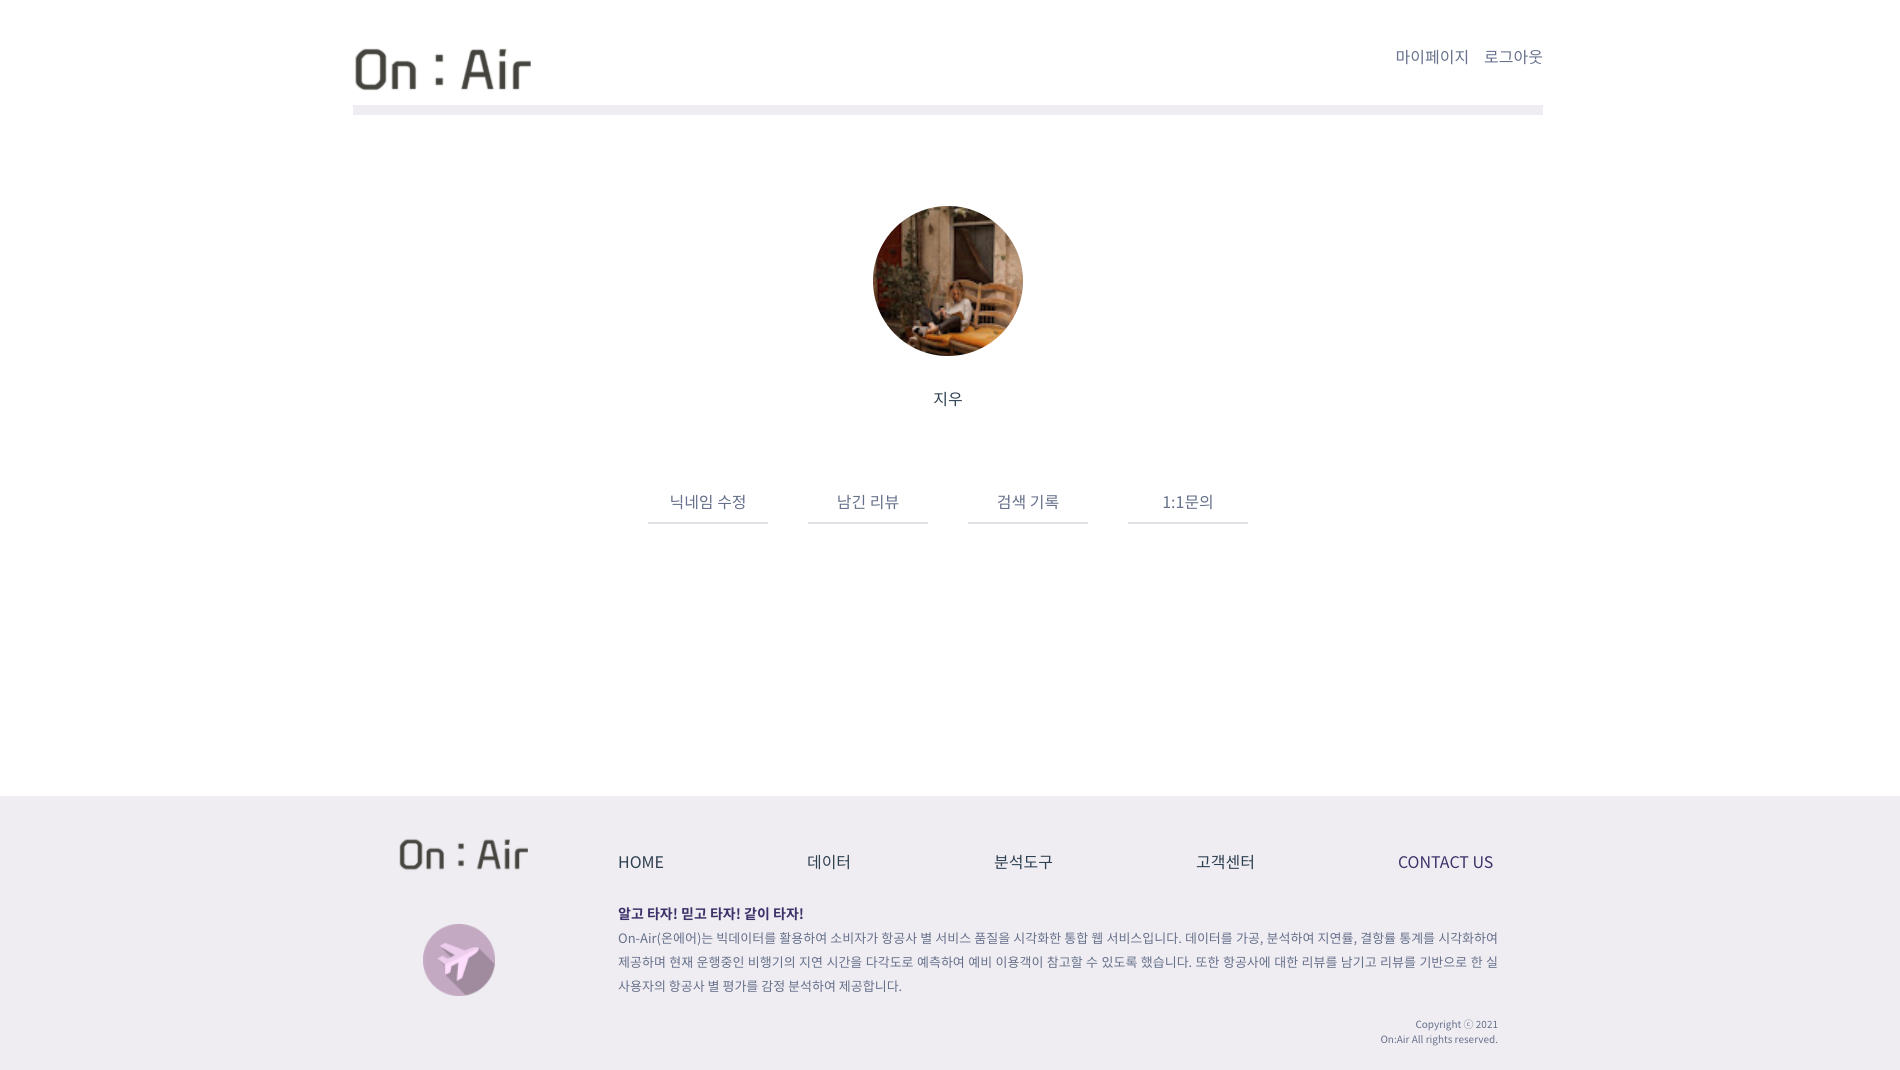 On : Air
마이페이지 로그아웃
지우
닉네임 수정 남긴 리뷰 검색 기록 1:1문의
On : Air
HOME 데이터 분석도구 고객센터 CONTACT US
알고 타자! 믿고 타자! 같이 타자!
On-Air(온에어)는 빅데이터를 활용하여 소비자가 항공사 별 서비스 품질을 시각화한 통합 웹 서비스입니다. 데이터를 가공, 분석하여 지연률, 결항률 통계를 시각화하여
제공하며 현재 운행중인 비행기의 지연 시간을 다각도로 예측하여 예비 이용객이 참고할 수 있도록 했습니다. 또한 항공사에 대한 리뷰를 남기고 리뷰를 기반으로 한 실
사용자의 항공사 별 평가를 감정 분석하여 제공합니다.
Copyright ⓒ 2021
On:Air All rights reserved.